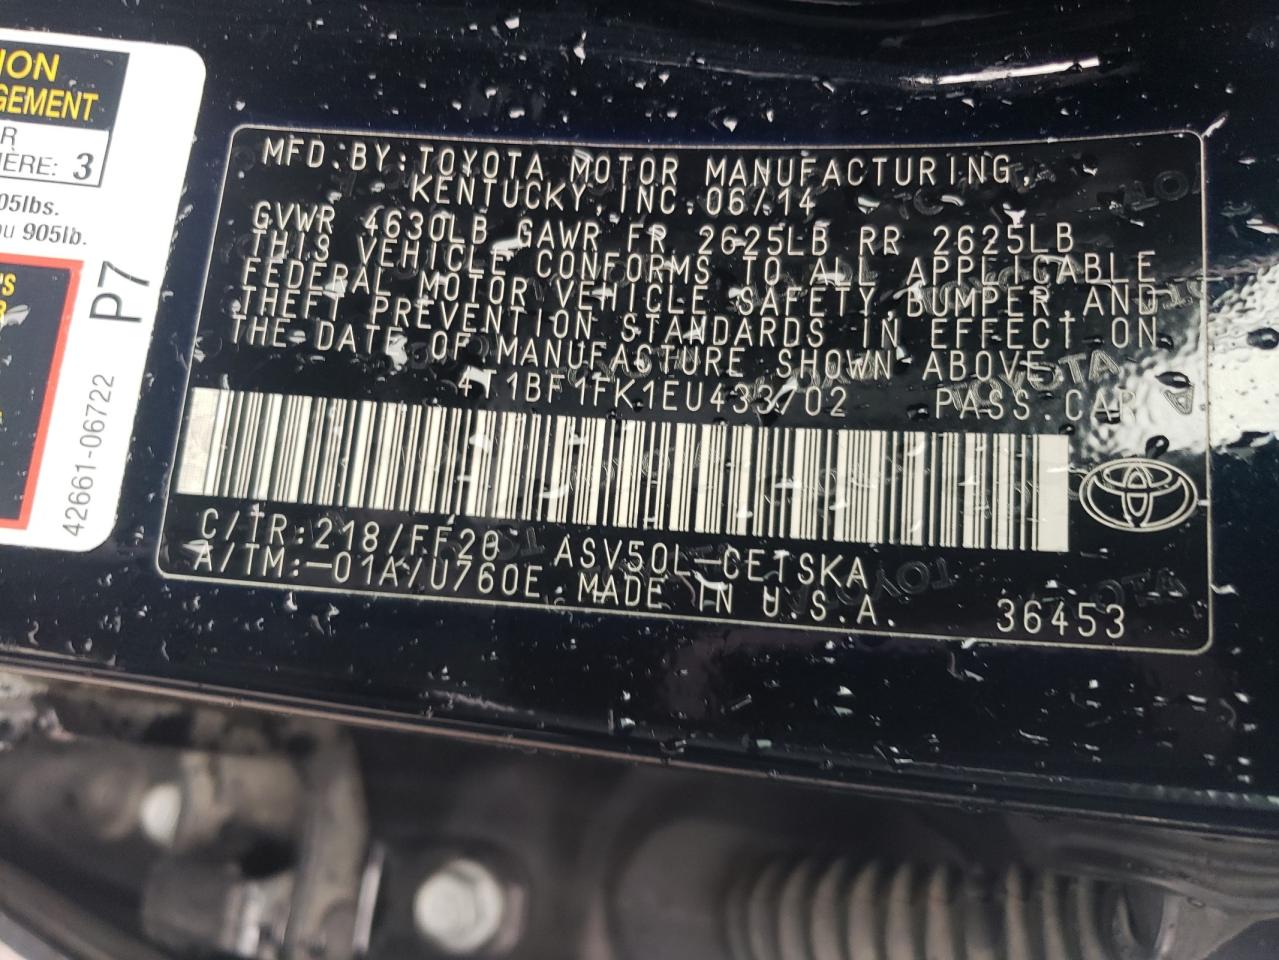 ION
GEMENT
R
IÈRE: 3
05lbs.
ou 905lb.
P7
42661-06722
MFD.BY:TOYOTA MOTOR MANUFACTURING,
KENTUCKY,INC.06/14
GVWR 4630LB GAWR FR 2625LB RR 2625LB
THIS VEHICLE CONFORMS TO ALL APPLICABLE
FEDERAL MOTOR VEHICLE SAFETY,BUMPER,AND
THEFT PREVENTION STANDARDS IN EFFECT ON
THE DATE OF MANUFACTURE SHOWN ABOVE.
4T1BF1FK1EU433702 PASS.CAR
C/TR:218/FF20 ASV50L-CETSKA
A/TM:-01A/U760E MADE IN U.S.A.
36453